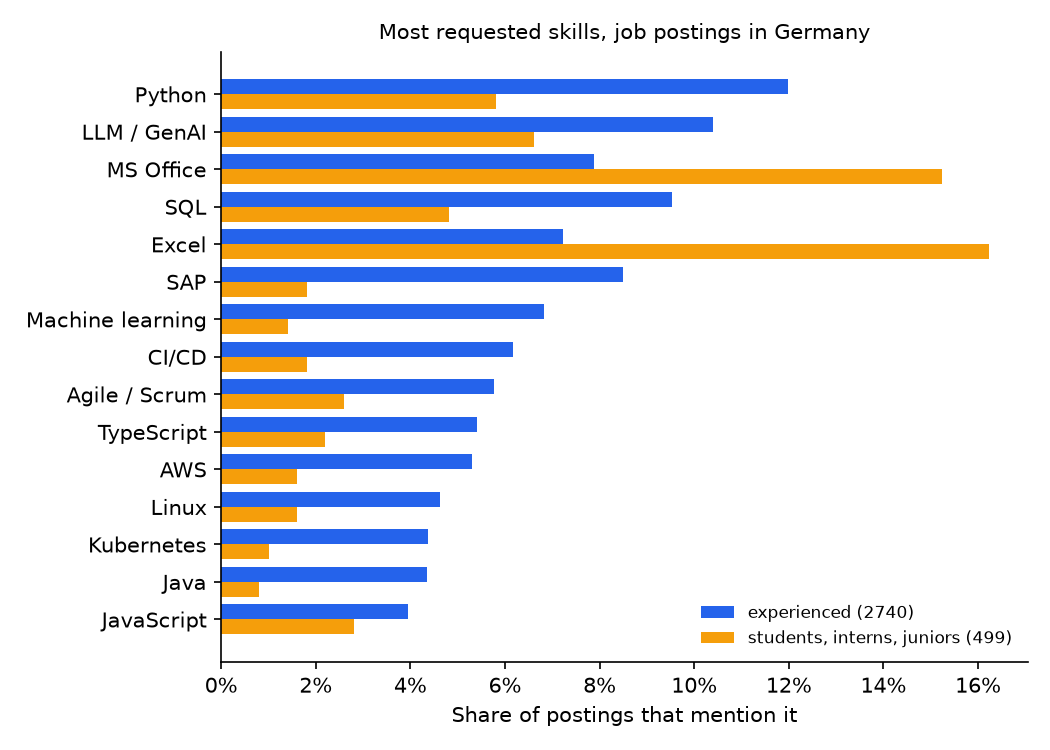 Most requested skills, job postings in Germany
Python
LLM / GenAI
MS Office
SQL
Excel
SAP
Machine learning
CI/CD
Agile / Scrum
TypeScript
AWS
Linux
Kubernetes
Java
JavaScript
experienced (2740)
students, interns, juniors (499)
0% 2% 4% 6% 8% 10% 12% 14% 16%
Share of postings that mention it